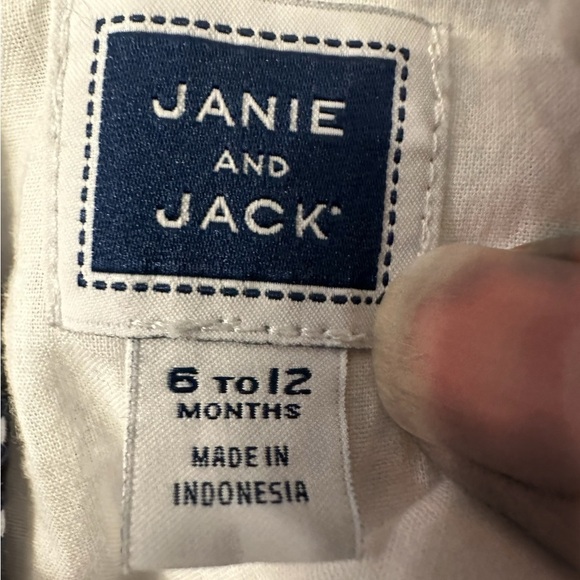 JANIE
AND
JACK
6 TO 12
MONTHS
MADE IN
INDONESIA